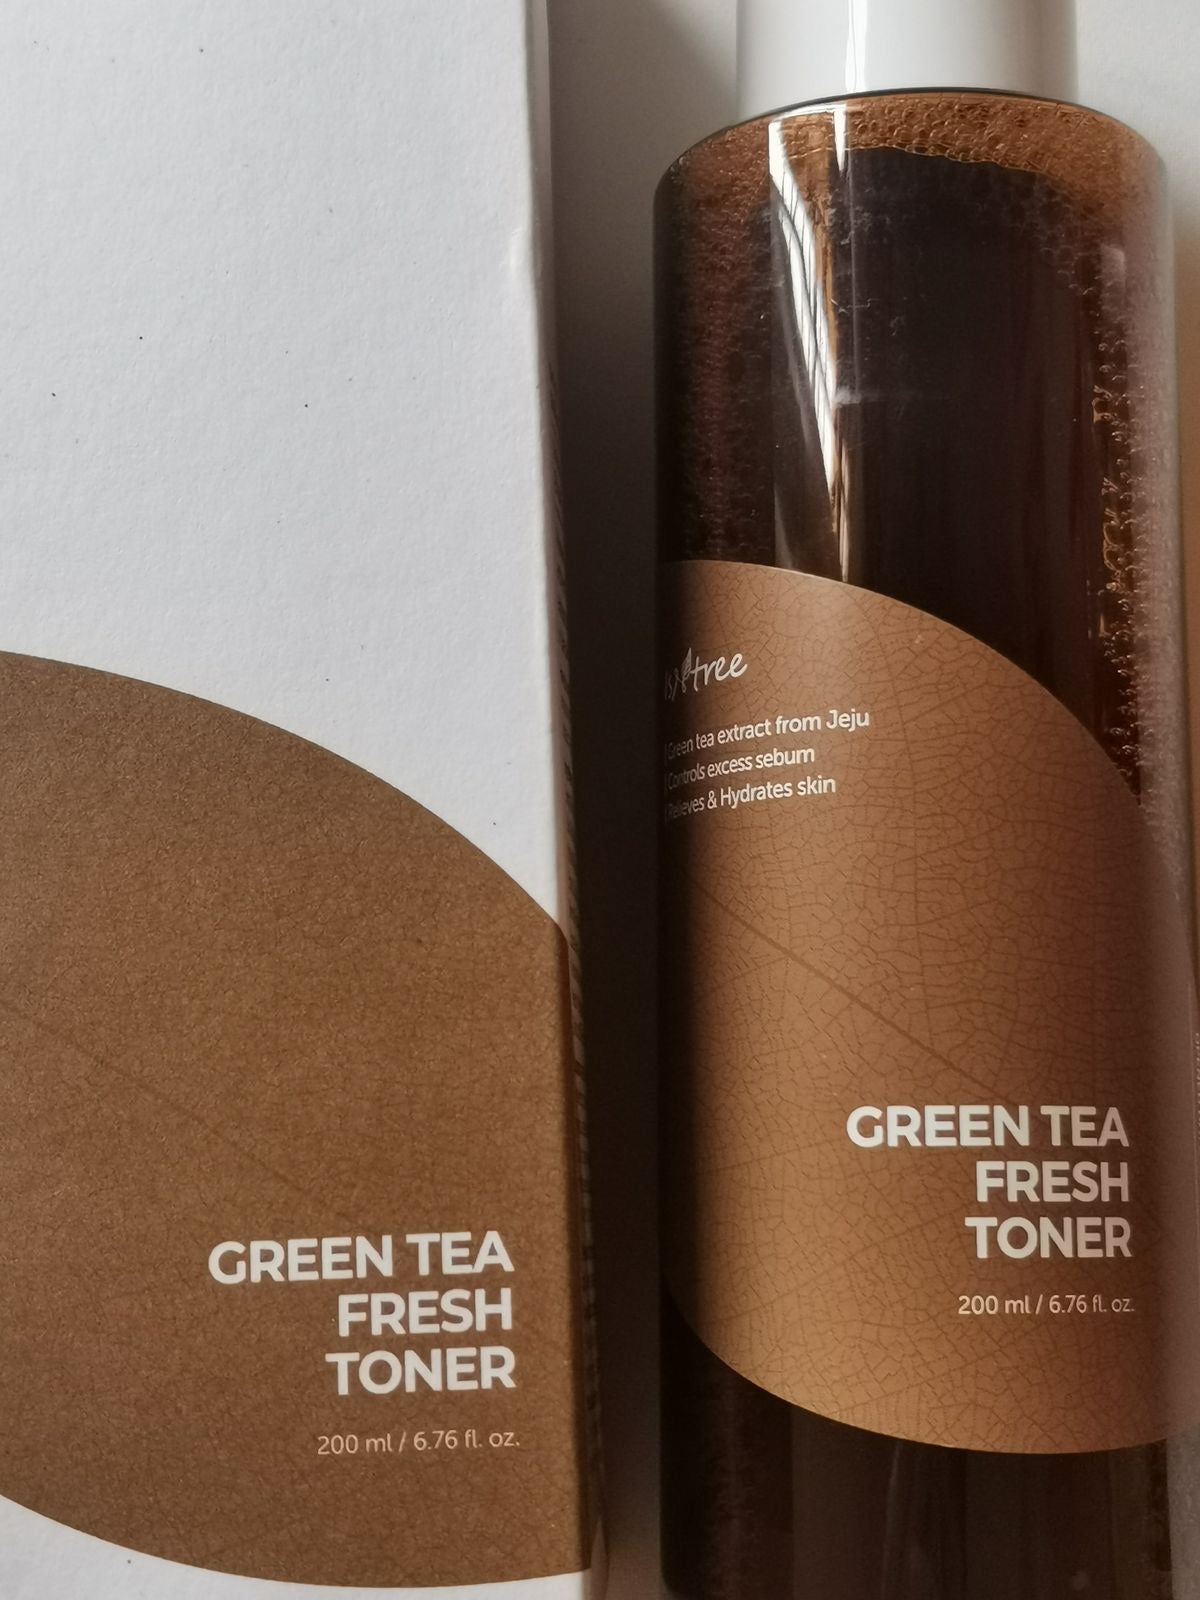 GREEN TEA
FRESH
TONER
200 ml / 6.76 fl. oz.
Isntree
Green tea extract from Jeju
Controls excess sebum
Relieves & Hydrates skin
GREEN TEA
FRESH
TONER
200 ml / 6.76 fl. oz.